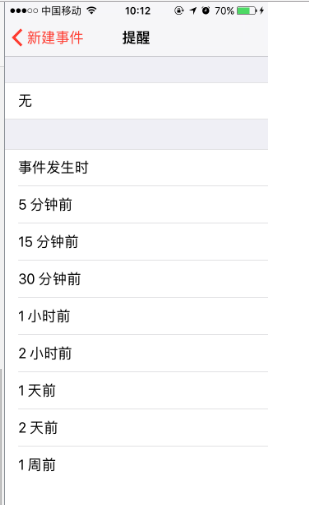 中国移动 10:12 70%
新建事件 提醒
无
事件发生时
5 分钟前
15 分钟前
30 分钟前
1 小时前
2 小时前
1 天前
2 天前
1 周前